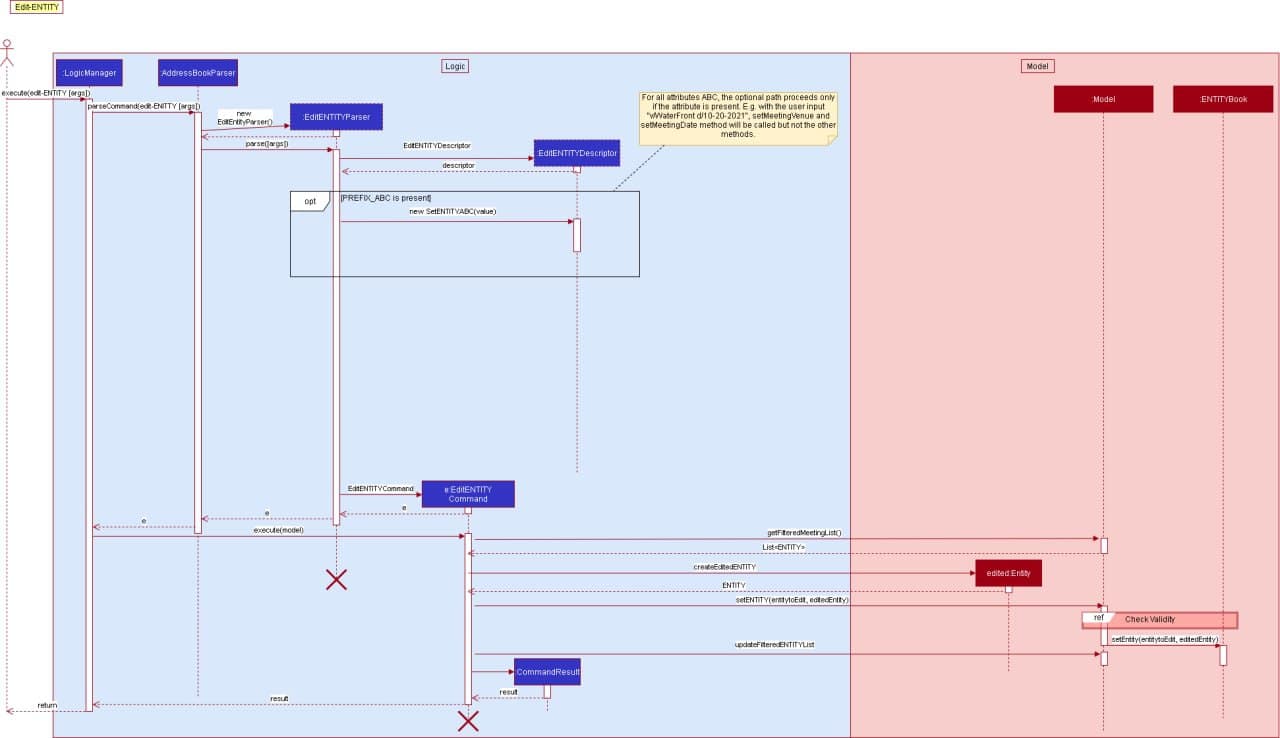 Edit-ENTITY
Logic
Model
:LogicManager
:AddressBookParser
:Model
:ENTITYBook
execute(edit-ENTITY [args])
parseCommand(edit-ENTITY [args])
For all attributes ABC, the optional path proceeds only
if the attribute is present. E.g. with the user input
"v/WaterFront d/10-20-2021", setMeetingVenue and
setMeetingDate method will be called but not the other
methods.
new
EditEntityParser()
:EditENTITYParser
parse([args])
EditENTITYDescriptor
:EditENTITYDescriptor
descriptor
opt
[PREFIX_ABC is present]
new SetENTITYABC(value)
EditENTITYCommand
e:EditENTITY
Command
e
e
e
execute(model)
getFilteredMeetingList()
List<ENTITY>
createEditedENTITY
edited:Entity
ENTITY
setENTITY(entitytoEdit, editedEntity)
ref
Check Validity
setEntity(entitytoEdit, editedEntity)
updateFilteredENTITYList
:CommandResult
result
result
return